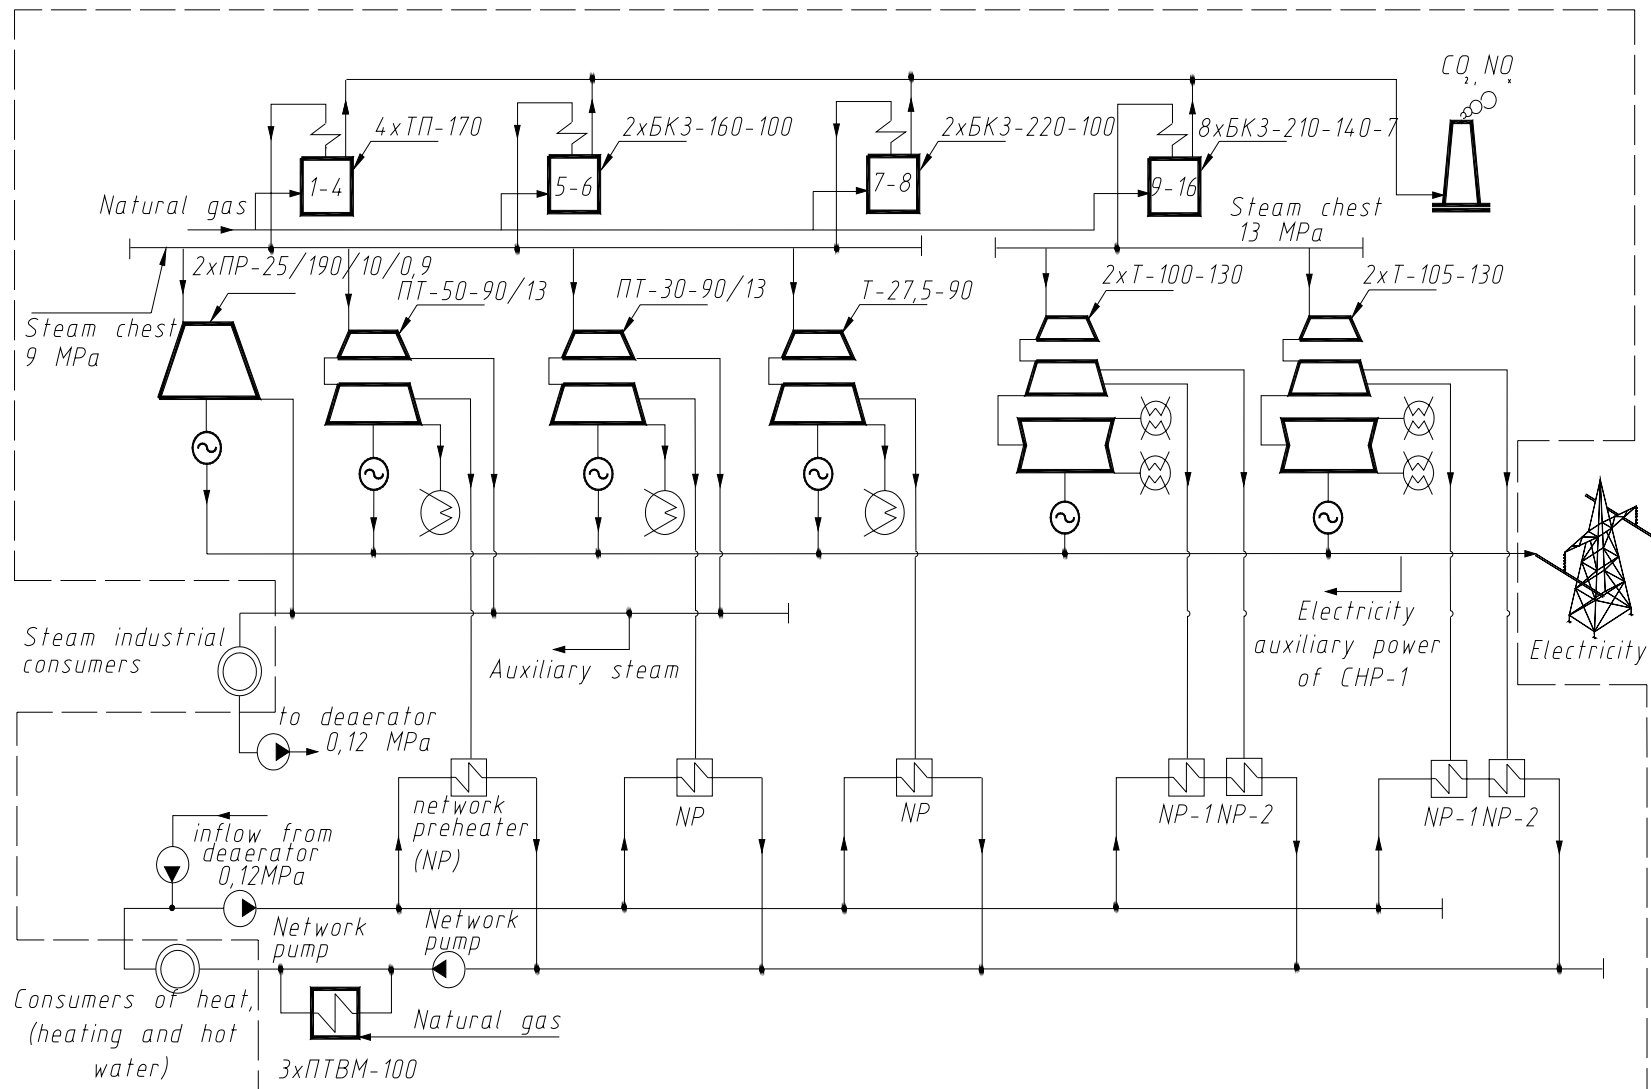 CO₂, NOₓ
4хТП-170
2хБКЗ-160-100
2хБКЗ-220-100
8хБКЗ-210-140-7
1-4
5-6
7-8
9-16
Natural gas
Steam chest
13 MPa
2хПР-25/190/10/0,9
ПТ-50-90/13
ПТ-30-90/13
Т-27,5-90
2хТ-100-130
2хТ-105-130
Steam chest
9 MPa
Steam industrial
consumers
Auxiliary steam
Electricity
auxiliary power
of CHP-1
Electricity
to deaerator
0,12 MPa
network
preheater
(NP)
NP
NP
NP-1
NP-2
NP-1
NP-2
inflow from
deaerator
0,12MPa
Network
pump
Network
pump
Consumers of heat,
(heating and hot
water)
Natural gas
3хПТВМ-100